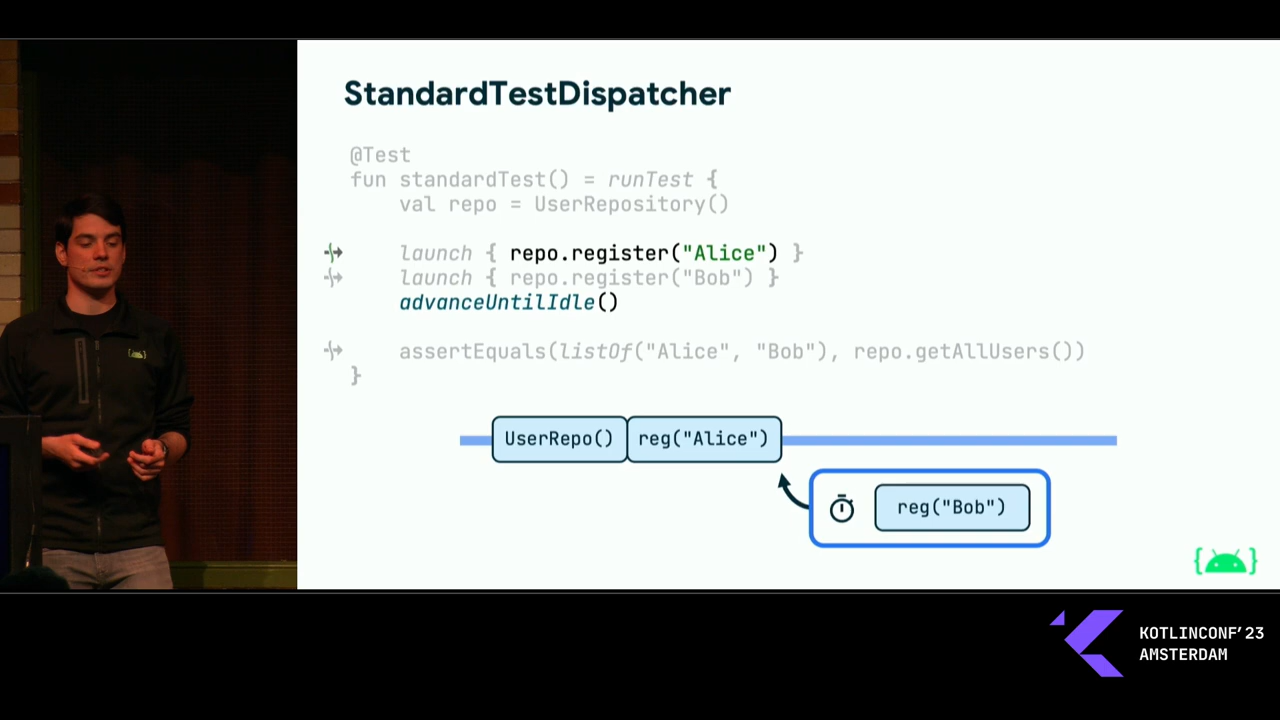 StandardTestDispatcher
@Test
fun standardTest() = runTest {
val repo = UserRepository()
launch { repo.register("Alice") }
launch { repo.register("Bob") }
advanceUntilIdle()
assertEquals(listOf("Alice", "Bob"), repo.getAllUsers())
}
UserRepo() reg("Alice")
reg("Bob")
KOTLINCONF'23
AMSTERDAM